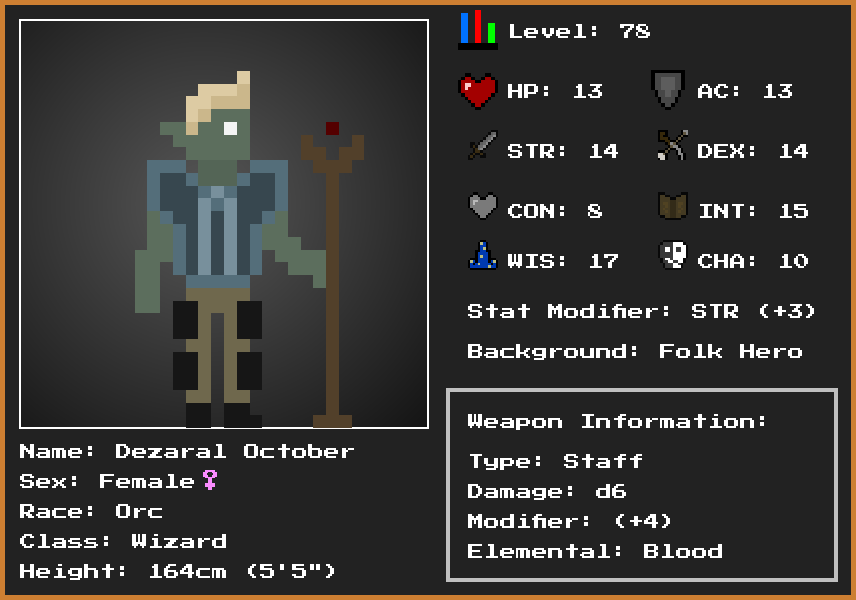 Level: 78
HP: 13
AC: 13
STR: 14
DEX: 14
CON: 8
INT: 15
WIS: 17
CHA: 10
Stat Modifier: STR (+3)
Background: Folk Hero
Weapon Information:
Type: Staff
Damage: d6
Modifier: (+4)
Elemental: Blood
Name: Dezaral October
Sex: Female♀
Race: Orc
Class: Wizard
Height: 164cm (5'5")